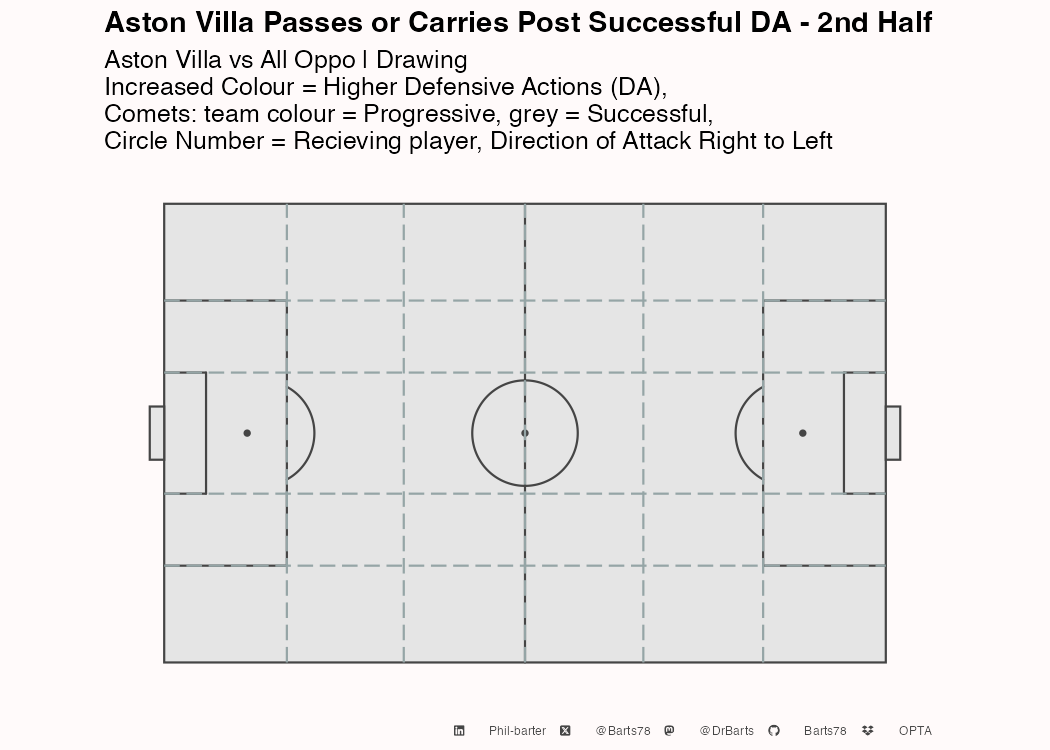 Aston Villa Passes or Carries Post Successful DA - 2nd Half
Aston Villa vs All Oppo | Drawing
Increased Colour = Higher Defensive Actions (DA),
Comets: team colour = Progressive, grey = Successful,
Circle Number = Recieving player, Direction of Attack Right to Left
Phil-barter @Barts78 @DrBarts Barts78 OPTA